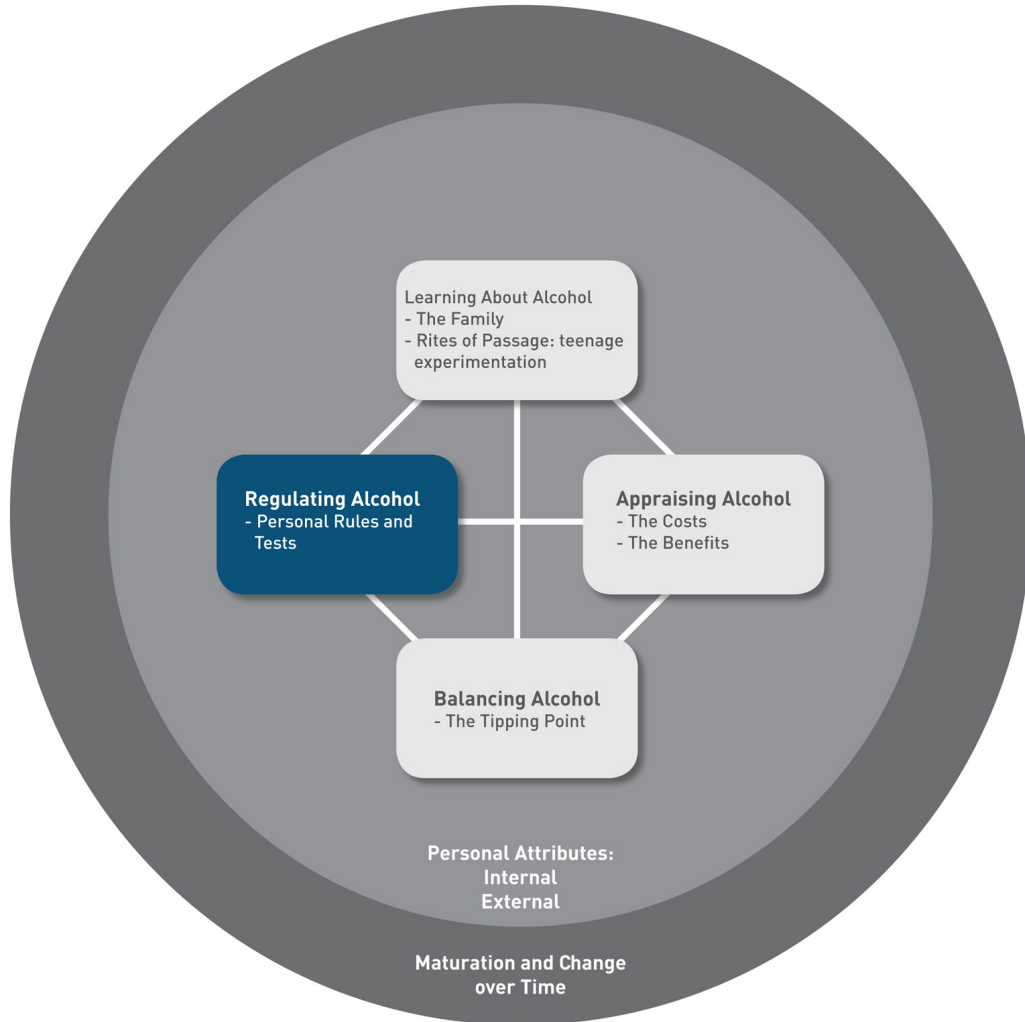 Learning About Alcohol
- The Family
- Rites of Passage: teenage
experimentation
Regulating Alcohol
- Personal Rules and
Tests
Appraising Alcohol
- The Costs
- The Benefits
Balancing Alcohol
- The Tipping Point
Personal Attributes:
Internal
External
Maturation and Change
over Time